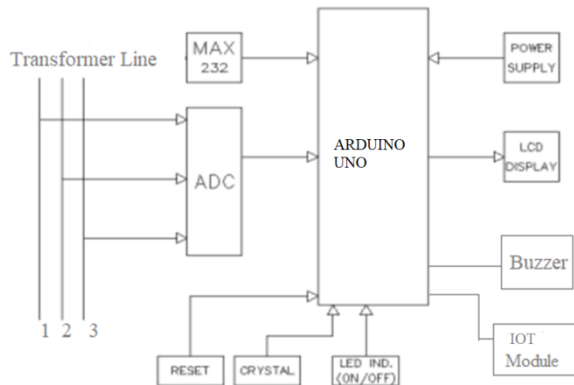 Transformer Line
MAX
232
POWER
SUPPLY
ARDUINO
UNO
ADC
LCD
DISPLAY
Buzzer
1 2 3
IOT
Module
RESET
CRYSTAL
LED IND.
(ON/OFF)